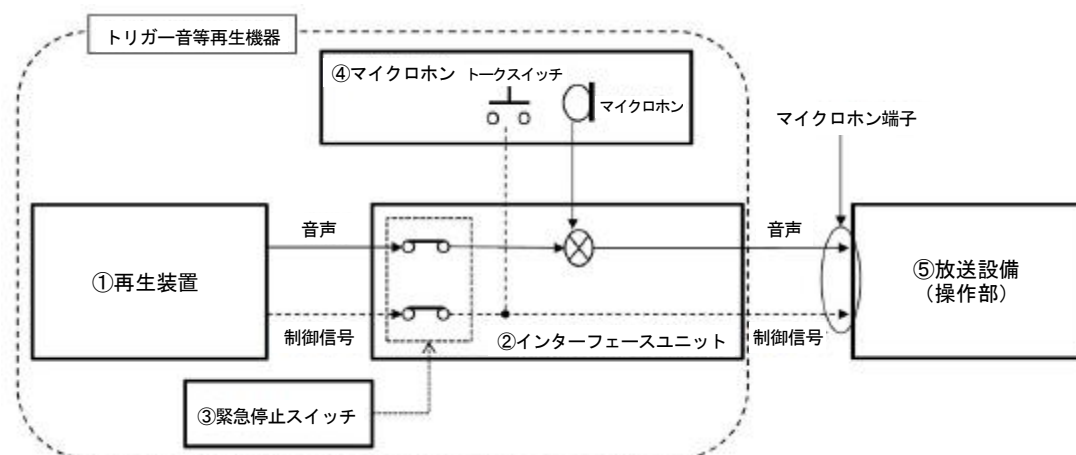 トリガー音等再生機器
④マイクロホン トークスイッチ
マイクロホン
マイクロホン端子
音声
音声
①再生装置
⑤放送設備
(操作部)
制御信号
②インターフェースユニット
制御信号
③緊急停止スイッチ